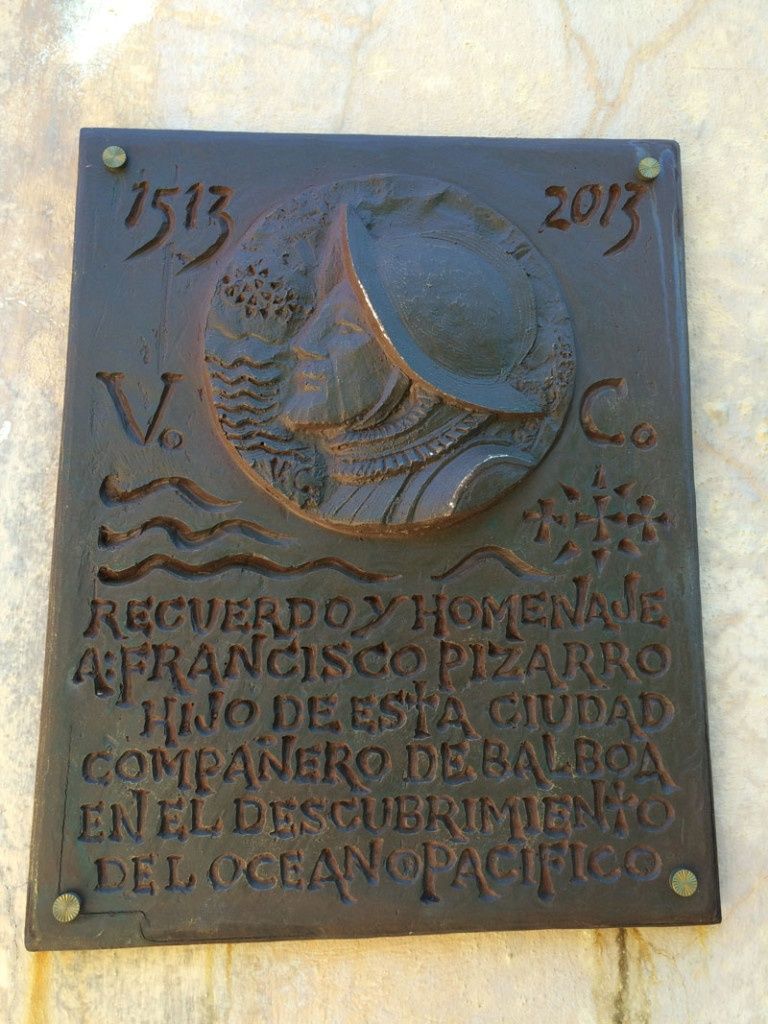 1513 2013
V. C.
RECUERDO Y HOMENAJE
A: FRANCISCO PIZARRO
HIJO DE ESTA CIUDAD
COMPAÑERO DE BALBOA
EN EL DESCUBRIMIENTO
DEL OCEANO PACIFICO